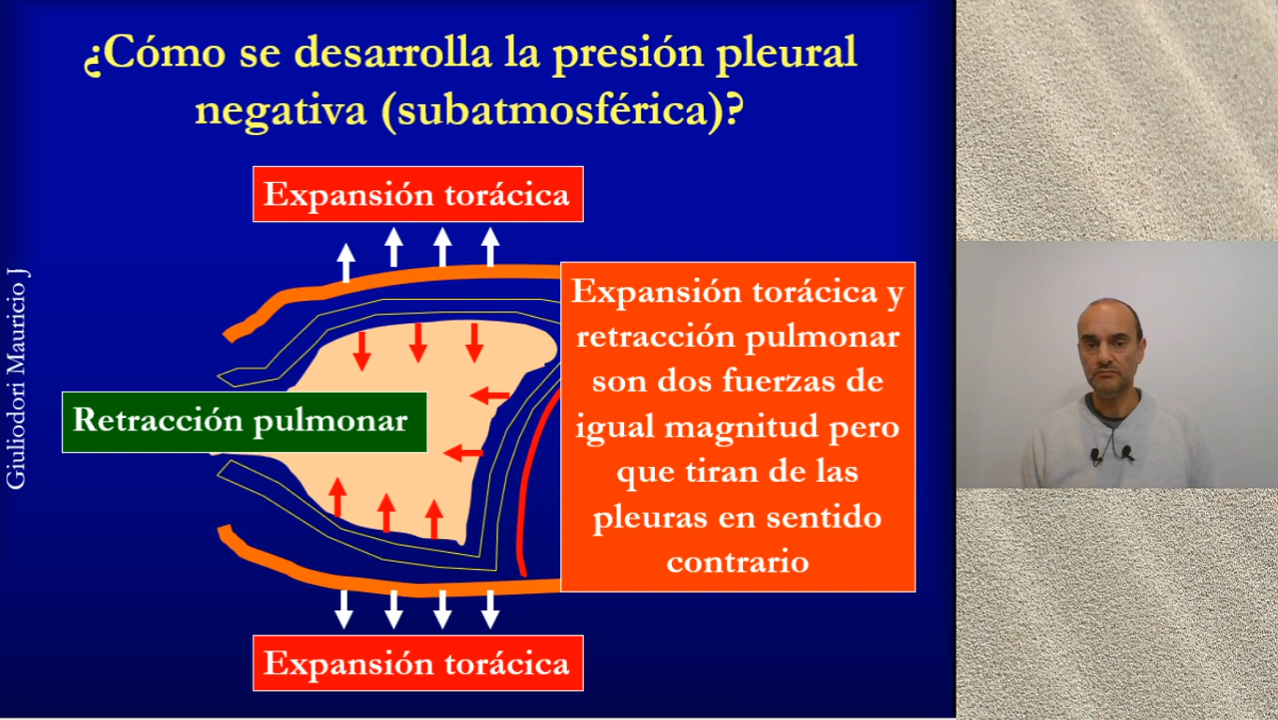 ¿Cómo se desarrolla la presión pleural
negativa (subatmosférica)?
Expansión torácica
Expansión torácica y
retracción pulmonar
son dos fuerzas de
igual magnitud pero
que tiran de las
pleuras en sentido
contrario
Retracción pulmonar
Expansión torácica
Giuliodori Mauricio J